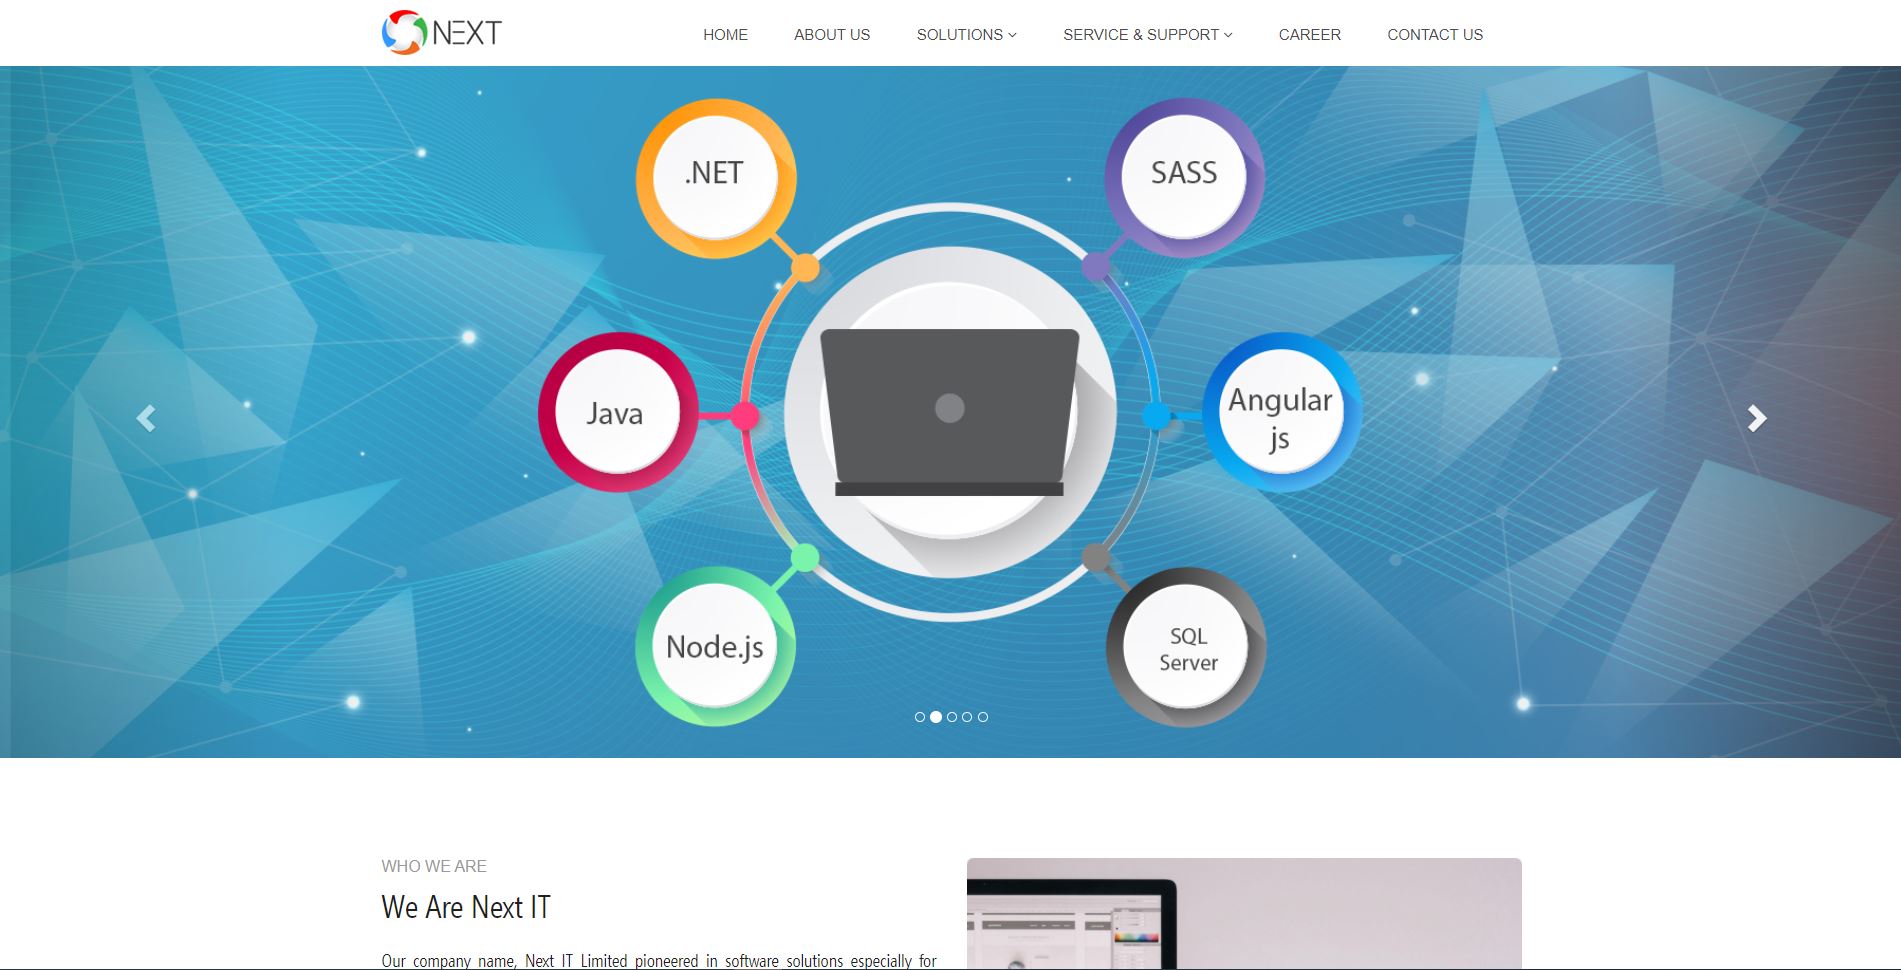 NEXT
HOME ABOUT US SOLUTIONS SERVICE & SUPPORT CAREER CONTACT US
.NET
SASS
Java
Angular
js
Node.js
SQL
Server
WHO WE ARE
We Are Next IT
Our company name, Next IT Limited pioneered in software solutions especially for